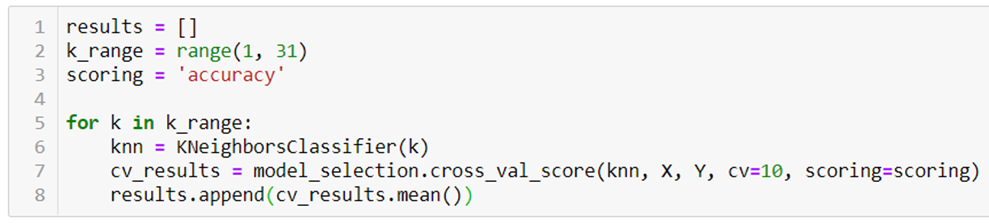 1 results = []
2 k_range = range(1, 31)
3 scoring = 'accuracy'
4
5 for k in k_range:
6     knn = KNeighborsClassifier(k)
7     cv_results = model_selection.cross_val_score(knn, X, Y, cv=10, scoring=scoring)
8     results.append(cv_results.mean())